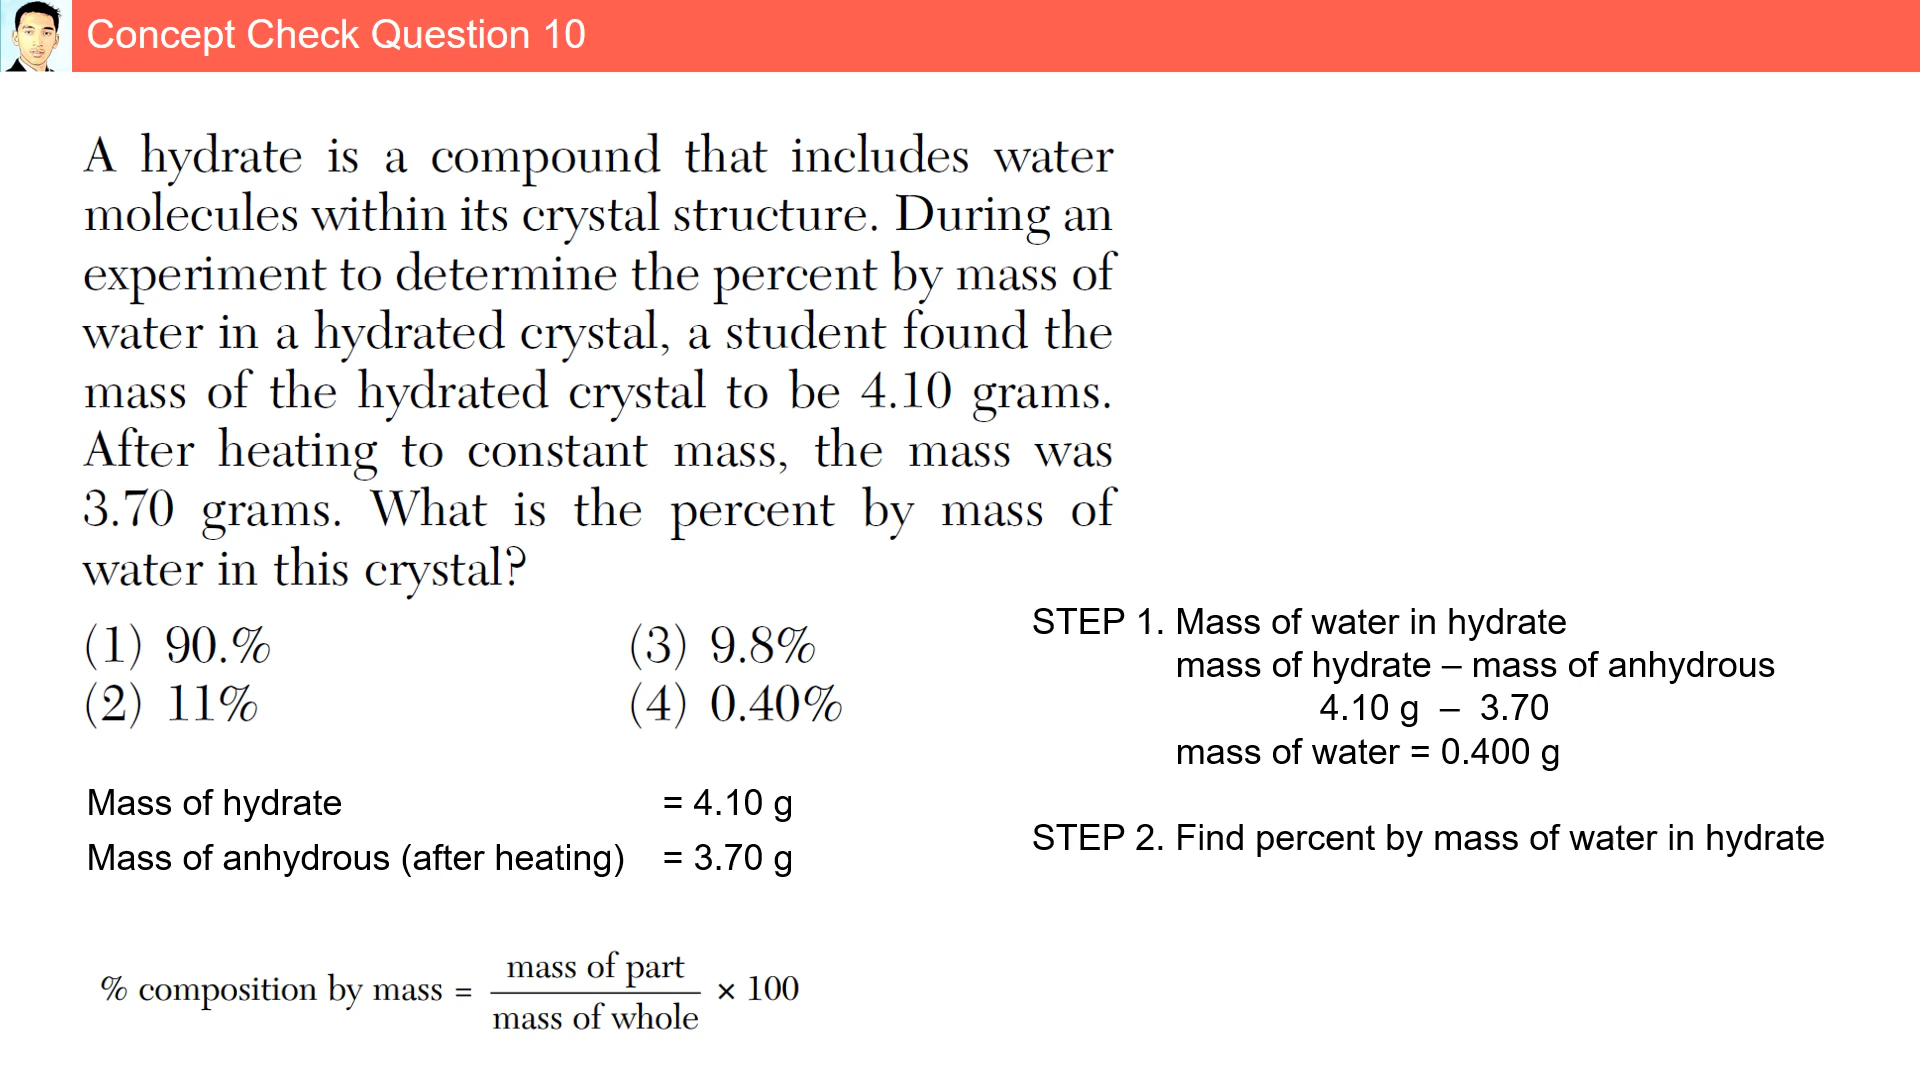 Concept Check Question 10
A hydrate is a compound that includes water
molecules within its crystal structure. During an
experiment to determine the percent by mass of
water in a hydrated crystal, a student found the
mass of the hydrated crystal to be 4.10 grams.
After heating to constant mass, the mass was
3.70 grams. What is the percent by mass of
water in this crystal?
(1) 90.% (3) 9.8%
(2) 11% (4) 0.40%
Mass of hydrate = 4.10 g
Mass of anhydrous (after heating) = 3.70 g
% composition by mass = mass of part / mass of whole × 100
STEP 1. Mass of water in hydrate
mass of hydrate – mass of anhydrous
4.10 g – 3.70
mass of water = 0.400 g
STEP 2. Find percent by mass of water in hydrate